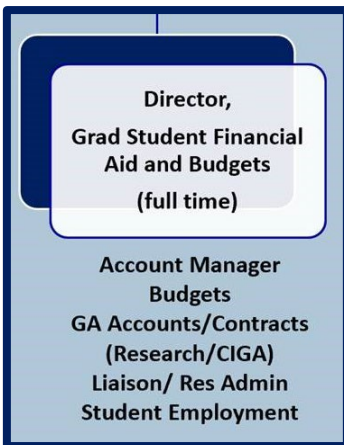 Director,
Grad Student Financial
Aid and Budgets
(full time)
Account Manager
Budgets
GA Accounts/Contracts
(Research/CIGA)
Liaison/ Res Admin
Student Employment